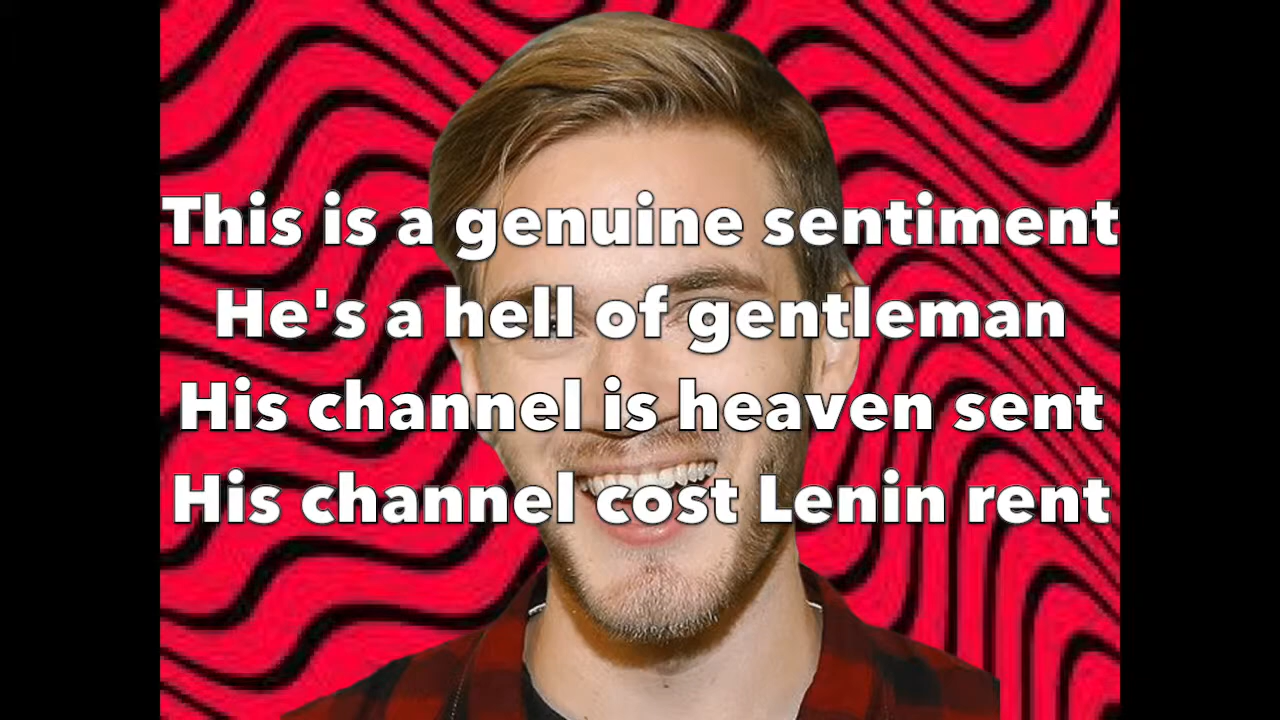 This is a genuine sentiment
He's a hell of gentleman
His channel is heaven sent
His channel cost Lenin rent